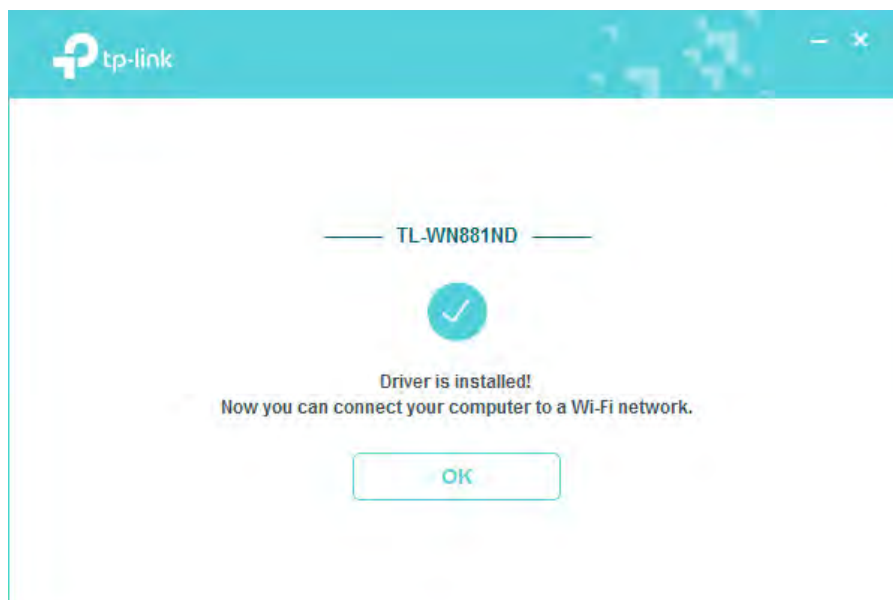 tp-link
TL-WN881ND
Driver is installed!
Now you can connect your computer to a Wi-Fi network.
OK